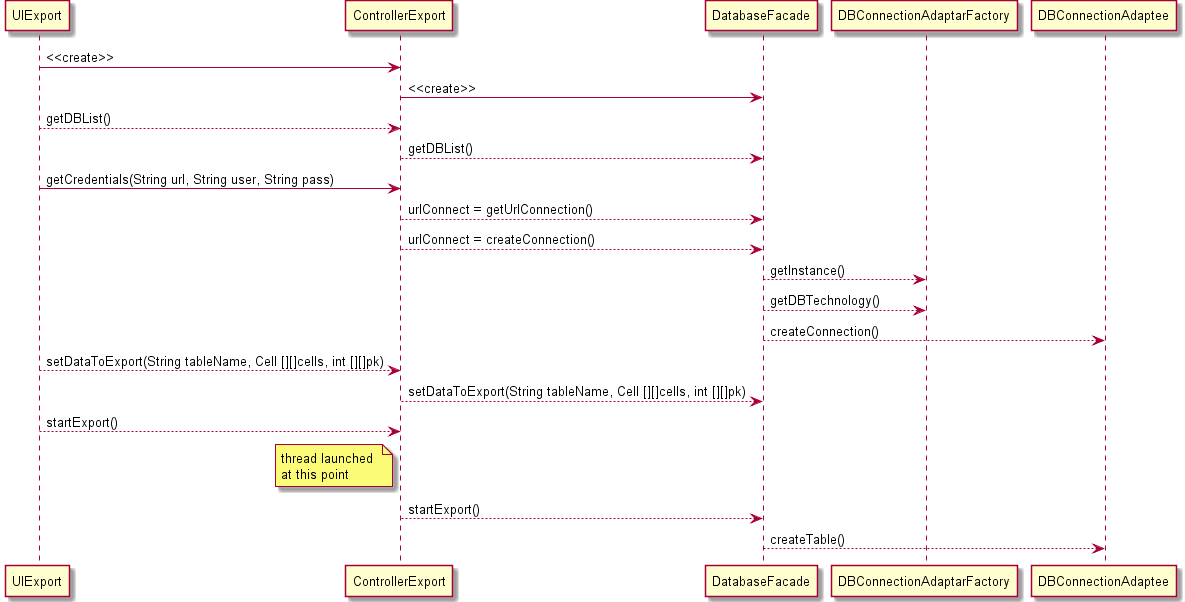 UIExport
ControllerExport
DatabaseFacade
DBConnectionAdaptarFactory
DBConnectionAdaptee
<<create>>
<<create>>
getDBList()
getDBList()
getCredentials(String url, String user, String pass)
urlConnect = getUrlConnection()
urlConnect = createConnection()
getInstance()
getDBTechnology()
createConnection()
setDataToExport(String tableName, Cell [][]cells, int [][]pk)
setDataToExport(String tableName, Cell [][]cells, int [][]pk)
startExport()
thread launched
at this point
startExport()
createTable()
UIExport
ControllerExport
DatabaseFacade
DBConnectionAdaptarFactory
DBConnectionAdaptee